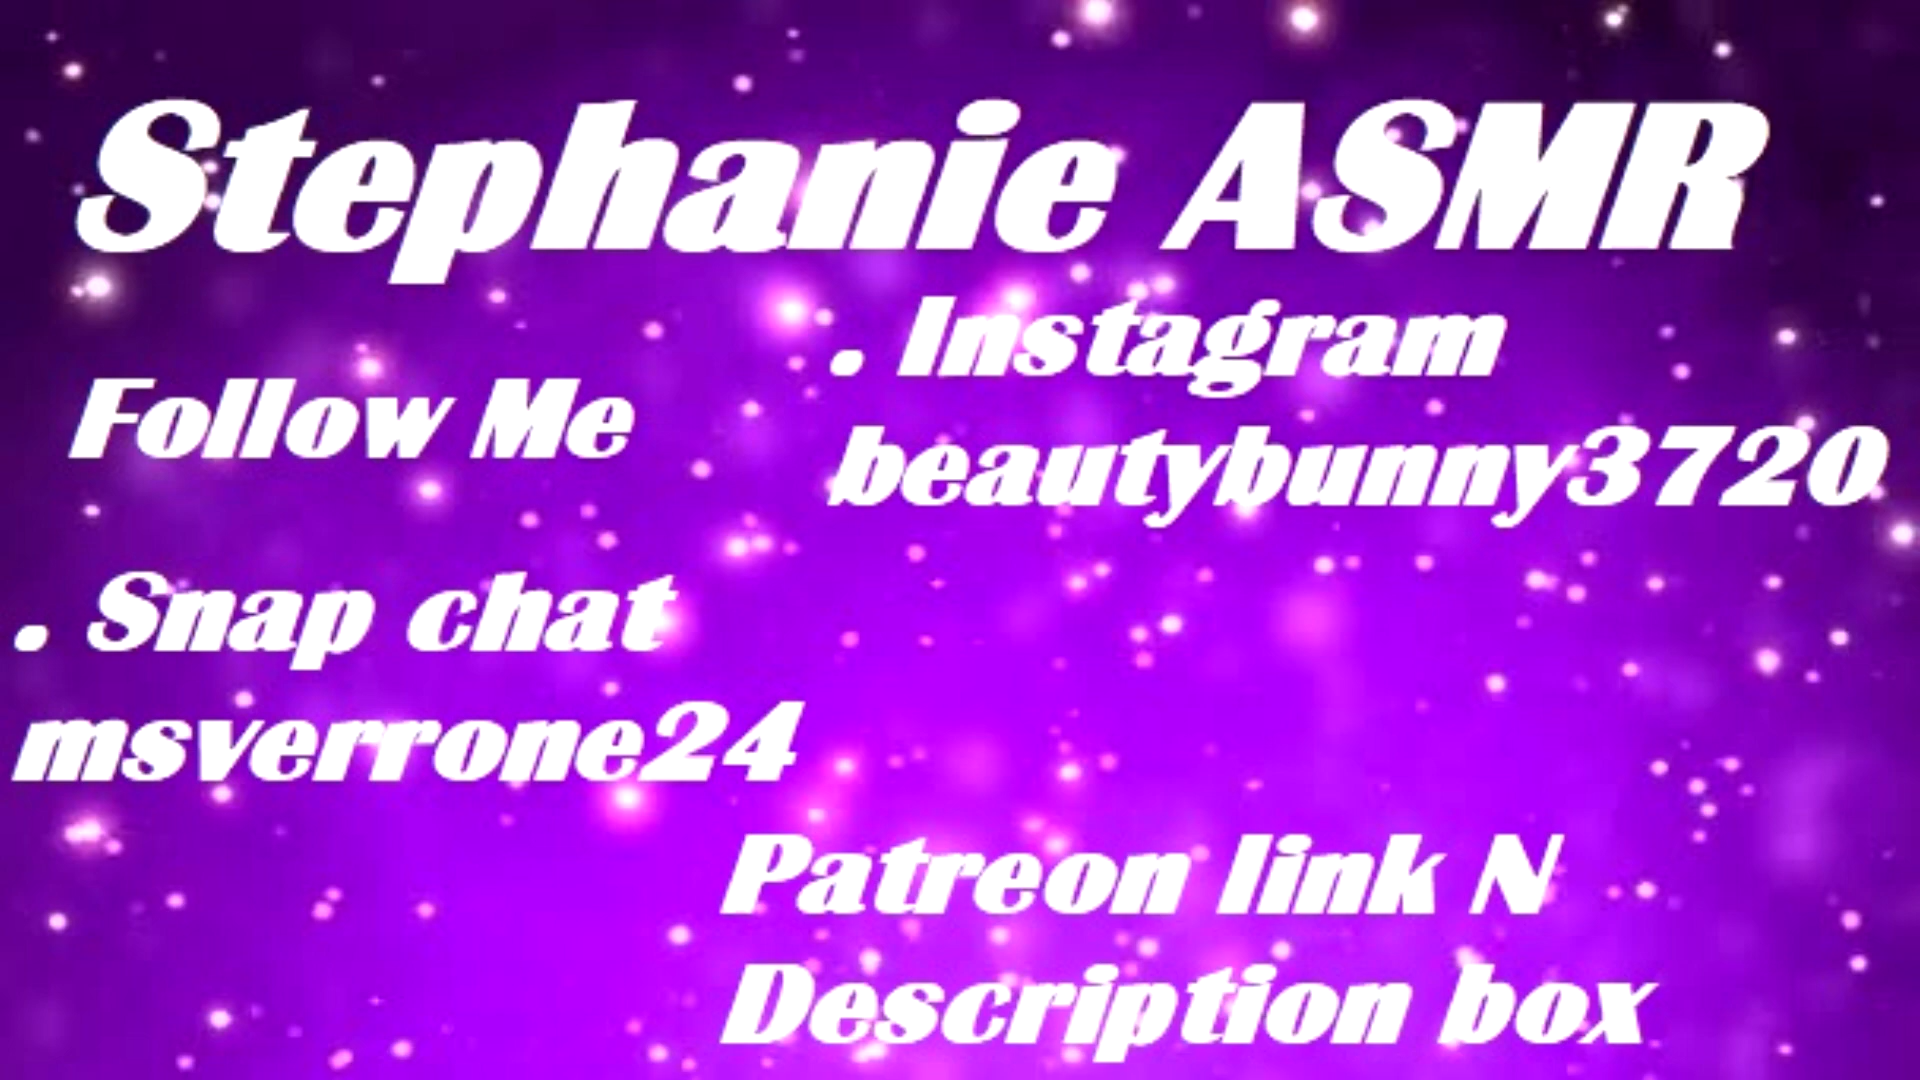 Stephanie ASMR
Follow Me
. Instagram
beautybunny3720
. Snap chat
msverrone24
Patreon link N
Description box